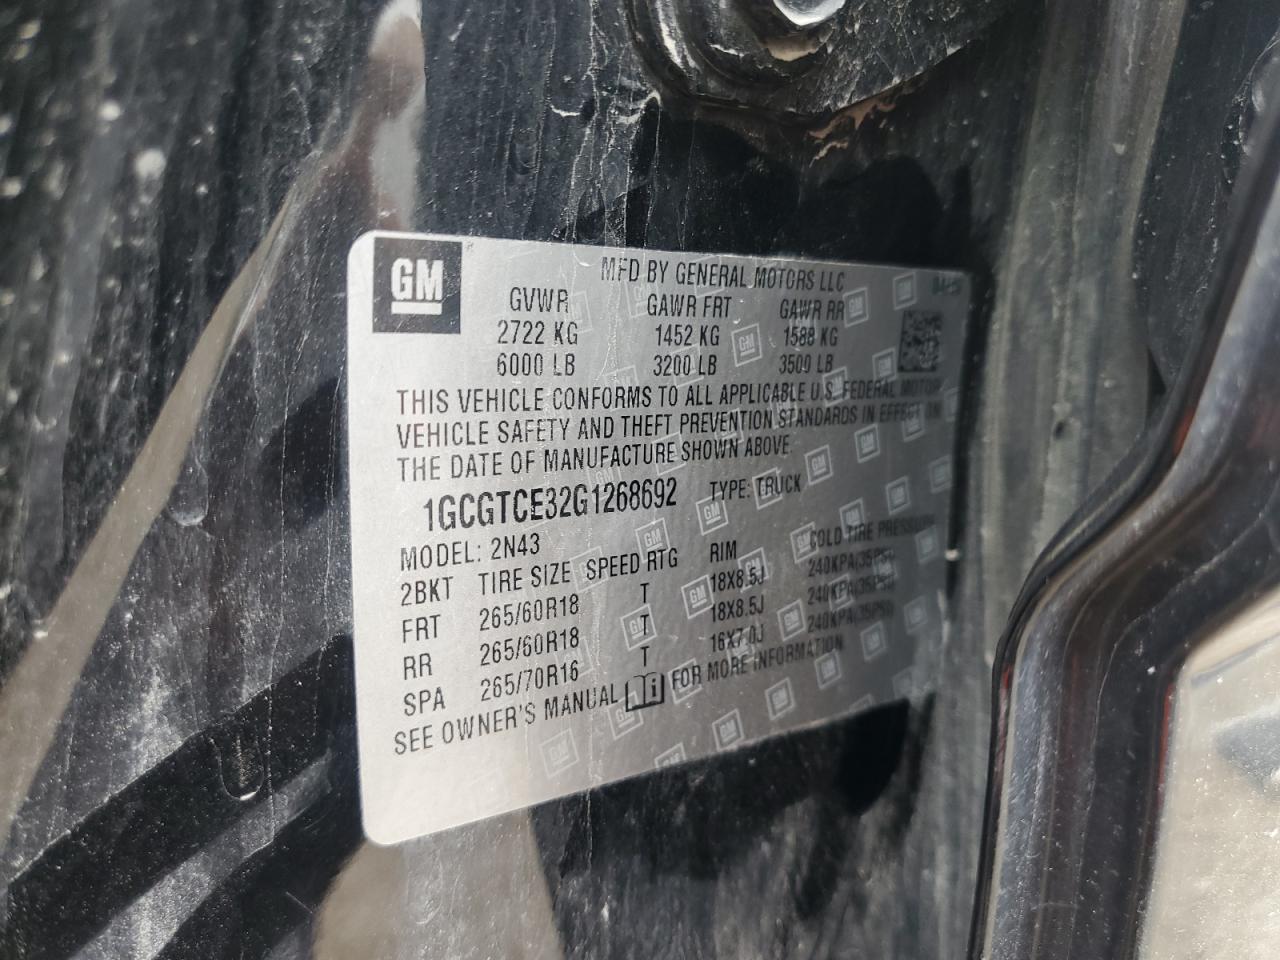 GM
MFD BY GENERAL MOTORS LLC
GVWR GAWR FRT GAWR RR
2722 KG 1452 KG 1588 KG
6000 LB 3200 LB 3500 LB
THIS VEHICLE CONFORMS TO ALL APPLICABLE U.S. FEDERAL MOTOR
VEHICLE SAFETY AND THEFT PREVENTION STANDARDS IN EFFECT ON
THE DATE OF MANUFACTURE SHOWN ABOVE.
1GCGTCE32G1268692 TYPE: TRUCK
MODEL: 2N43
2BKT TIRE SIZE SPEED RTG RIM COLD TIRE PRESSURE
FRT 265/60R18 T 18X8.5J 240KPA(35PSI)
RR 265/60R18 T 18X8.5J 240KPA(35PSI)
SPA 265/70R16 T 16X7.0J 240KPA(35PSI)
SEE OWNER'S MANUAL FOR MORE INFORMATION